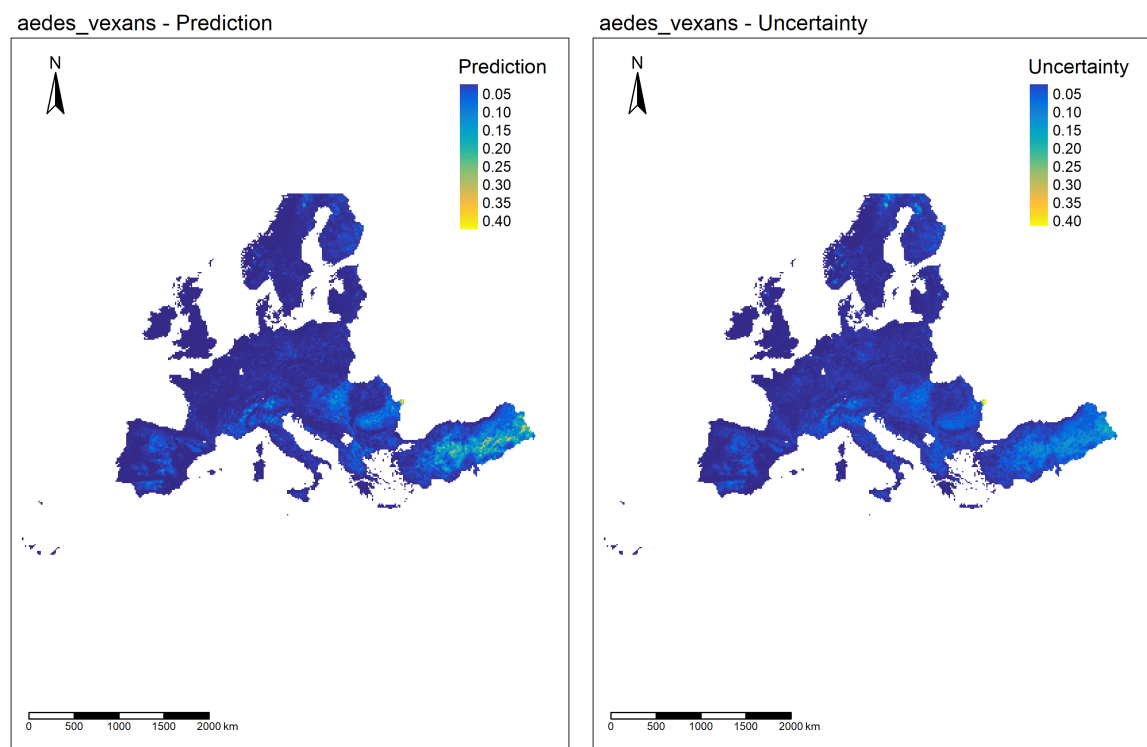 aedes_vexans - Prediction
N
Prediction
0.05
0.10
0.15
0.20
0.25
0.30
0.35
0.40
0 500 1000 1500 2000 km
aedes_vexans - Uncertainty
N
Uncertainty
0.05
0.10
0.15
0.20
0.25
0.30
0.35
0.40
0 500 1000 1500 2000 km